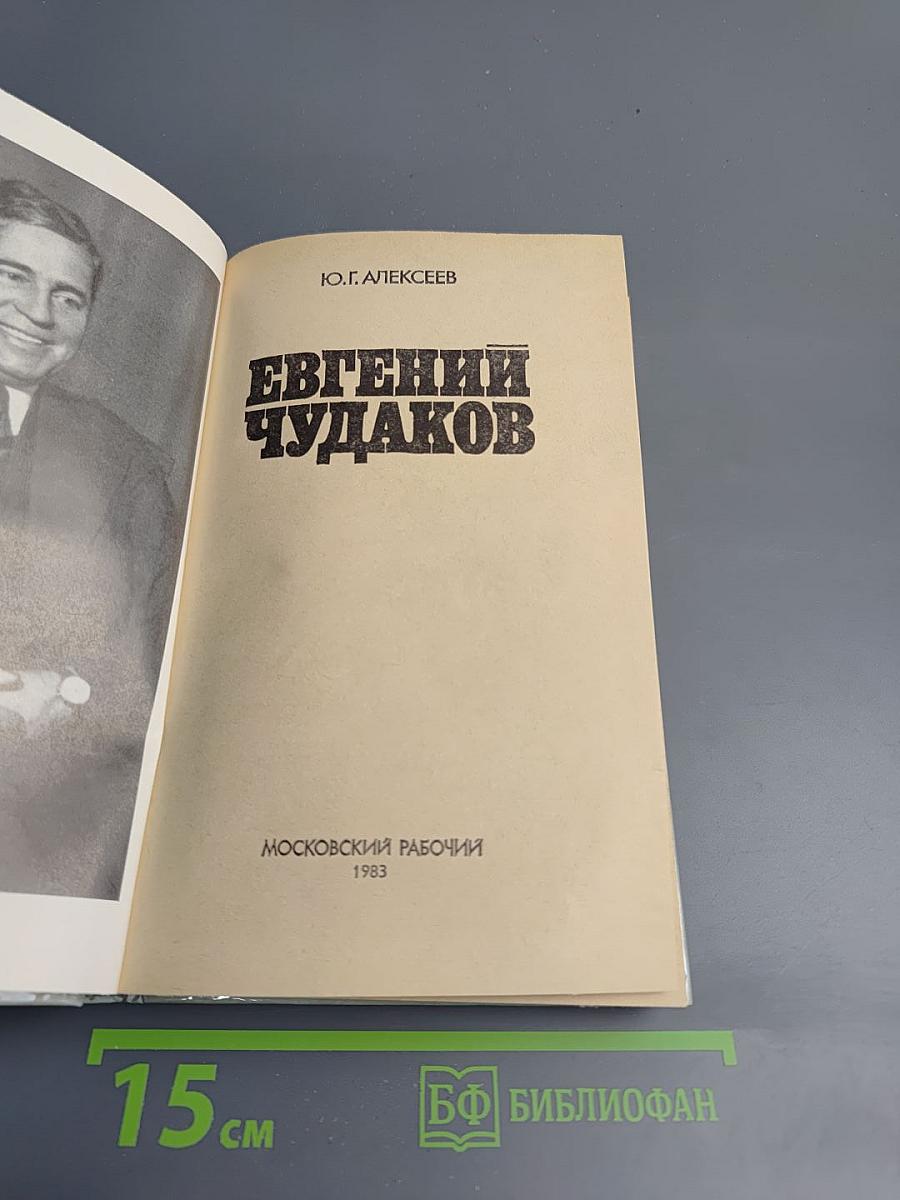 Ю.Г. АЛЕКСЕЕВ
ЕВГЕНИЙ
ЧУДАКОВ
МОСКОВСКИЙ РАБОЧИЙ
1983
15 см
БФ БИБЛИОФАН